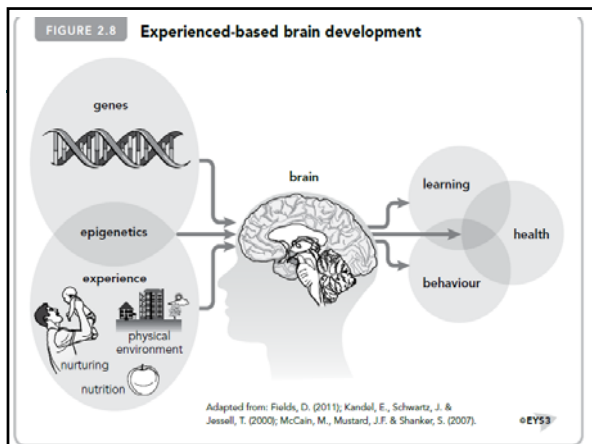 FIGURE 2.8
Experienced-based brain development
genes
epigenetics
experience
nurturing
physical
environment
nutrition
brain
learning
health
behaviour
Adapted from: Fields, D. (2011); Kandel, E., Schwartz, J. &
Jessell, T. (2000); McCain, M., Mustard, J.F. & Shanker, S. (2007).
©EYS3